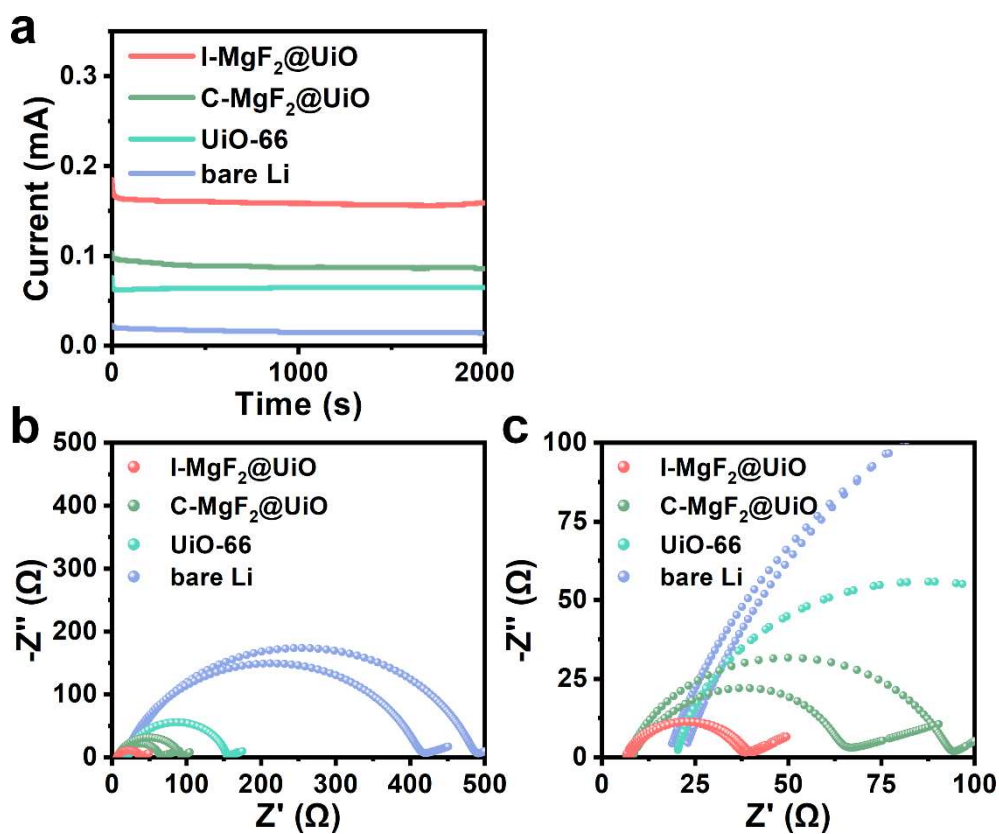 a
I-MgF₂@UiO
C-MgF₂@UiO
UiO-66
bare Li
Current (mA)
0.3
0.2
0.1
0.0
0
1000
2000
Time (s)
b
I-MgF₂@UiO
C-MgF₂@UiO
UiO-66
bare Li
-Z'' (Ω)
500
400
300
200
100
0
0 100 200 300 400 500
Z' (Ω)
c
I-MgF₂@UiO
C-MgF₂@UiO
UiO-66
bare Li
-Z'' (Ω)
100
75
50
25
0
0 25 50 75 100
Z' (Ω)